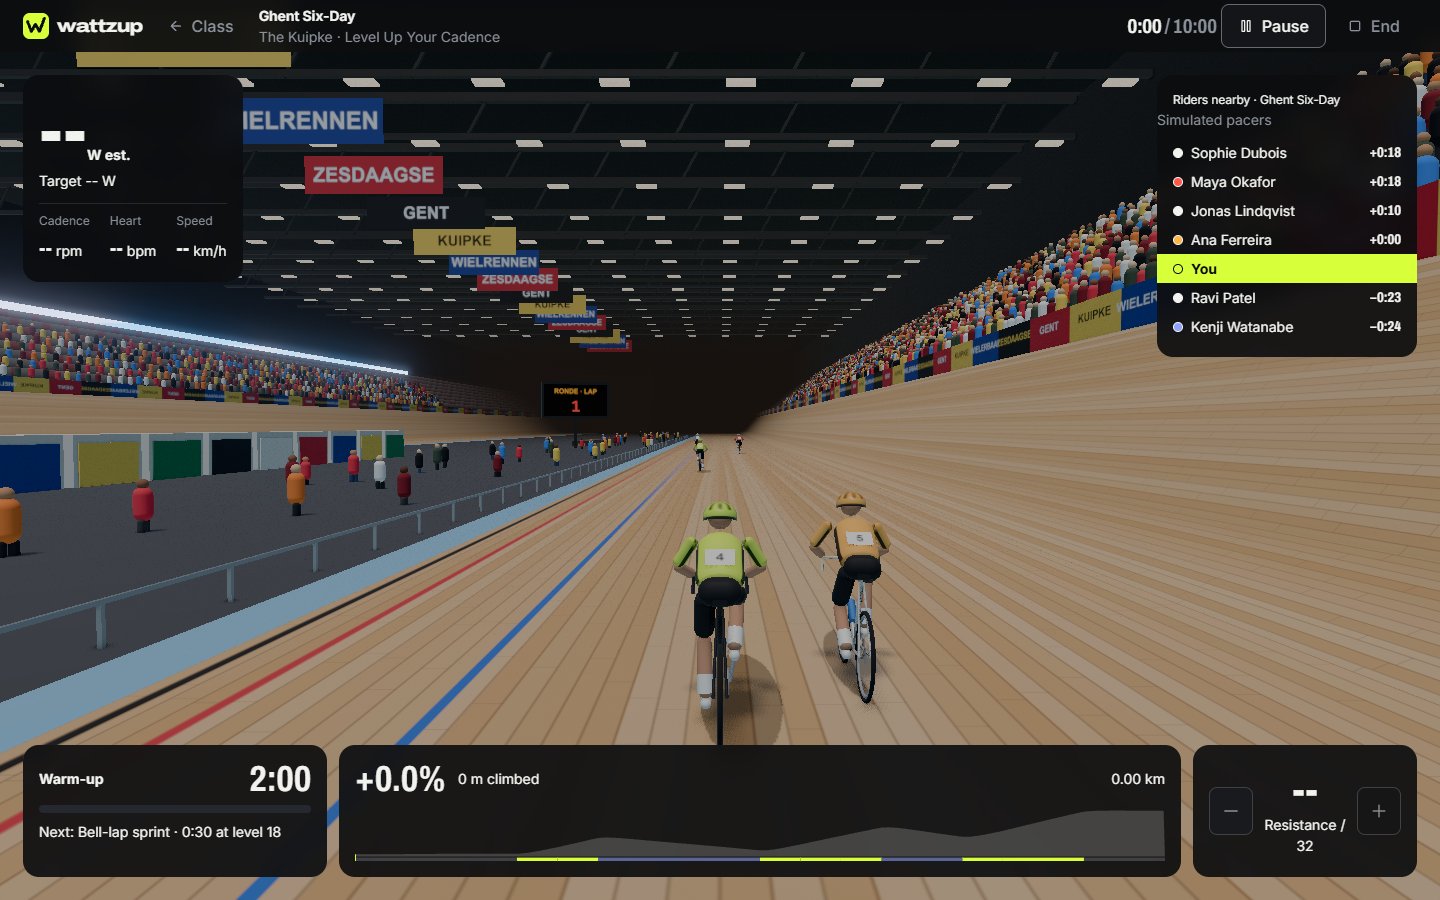 wattzup
Class
Ghent Six-Day
The Kuipke · Level Up Your Cadence
0:00 / 10:00
Pause
End
-- W est.
Target -- W
Cadence Heart Speed
-- rpm -- bpm -- km/h
IELRENNEN
ZESDAAGSE
GENT
KUIPKE
WIELRENNEN
ZESDAAGSE
GENT
KUIPKE
RONDE · LAP
1
GENT
KUIPKE
WIELER
4
5
Riders nearby · Ghent Six-Day
Simulated pacers
Sophie Dubois +0:18
Maya Okafor +0:18
Jonas Lindqvist +0:10
Ana Ferreira +0:00
You
Ravi Patel −0:23
Kenji Watanabe −0:24
Warm-up 2:00
Next: Bell-lap sprint · 0:30 at level 18
+0.0% 0 m climbed 0.00 km
--
Resistance /
32